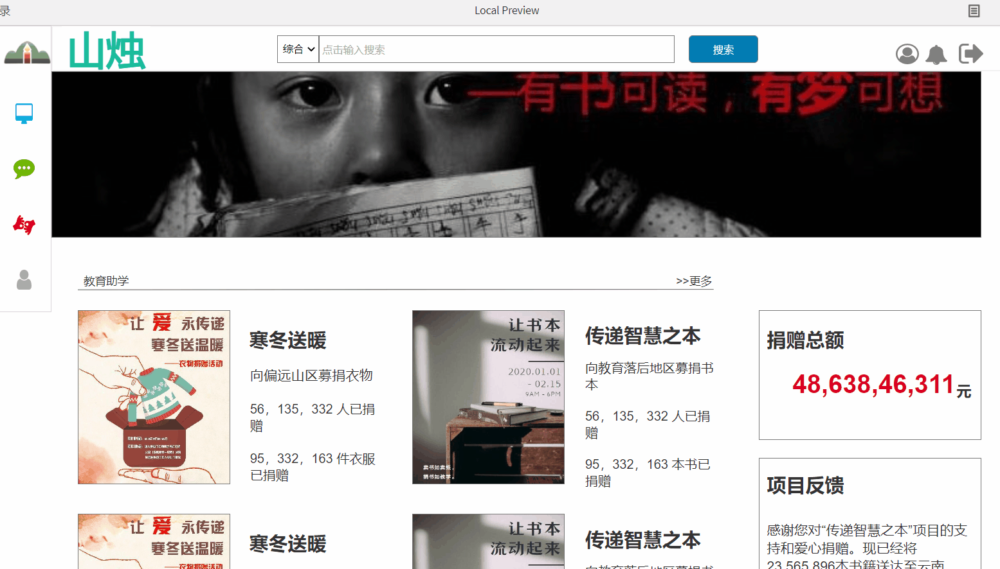 录
Local Preview
山烛
综合
点击输入搜索
搜索
—有书可读，有梦可想
教育助学
>>更多
让 爱 永传递
寒冬送温暖
——衣物捐赠活动
寒冬送暖
向偏远山区募捐衣物
56，135，332 人已捐
赠
95，332，163 件衣服
已捐赠
让书本
流动起来
2020.01.01
- 02.15
9AM - 6PM
卖书如卖纸，
捐书如教学。
传递智慧之本
向教育落后地区募捐书
本
56，135，332 人已捐
赠
95，332，163 本书已
捐赠
捐赠总额
48,638,46,311元
项目反馈
感谢您对“传递智慧之本”项目的支
持和爱心捐赠。现已经将
23,565,896本书籍送达至云南
让 爱 永传递
寒冬送温暖
——衣物捐赠活动
寒冬送暖
让书本
流动起来
传递智慧之本
向教育落后地区募捐书